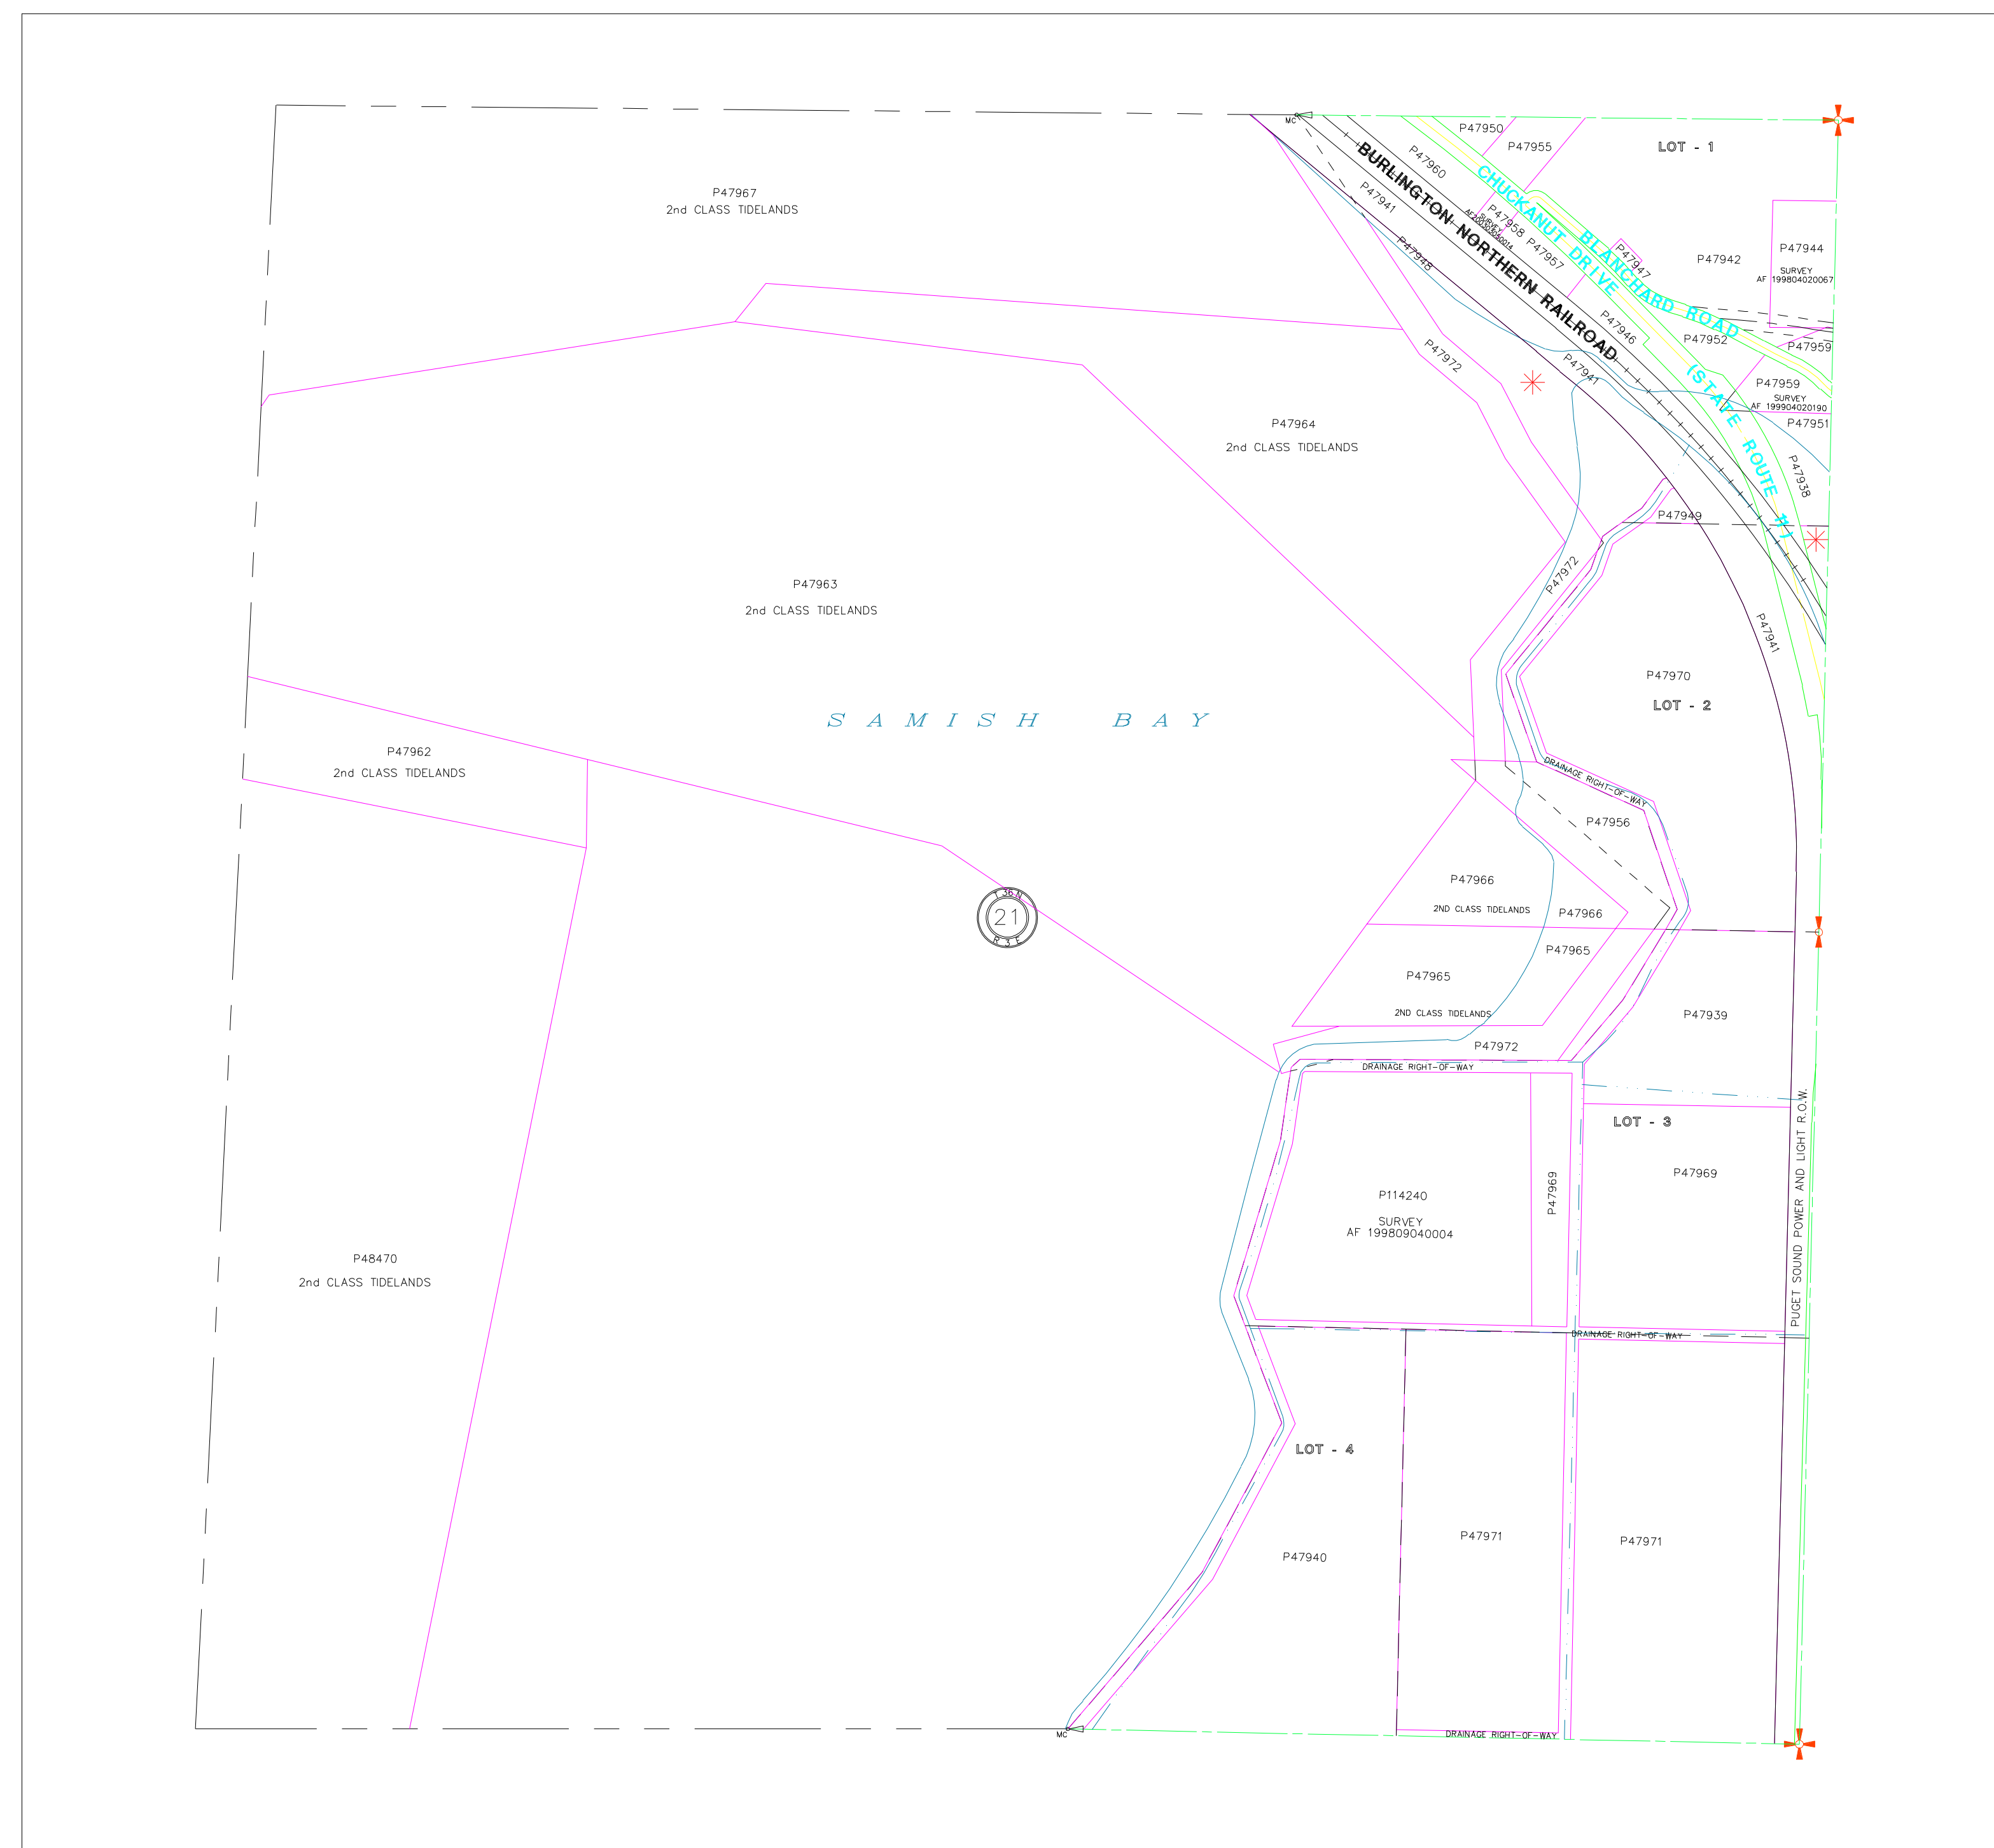 MC
P47950
P47955
LOT - 1
P47967
2nd CLASS TIDELANDS
P47960
P47941
BURLINGTON NORTHERN RAILROAD
CHUCKANUT DRIVE
(STATE ROUTE 11)
BLANCHARD ROAD
P47958
SURVEY
P47957
P47947
P47942
P47944
SURVEY
AF 199804020067
P47948
P47946
P47952
P47959
P47972
P47941
P47959
SURVEY
AF 199904020190
P47951
P47964
2nd CLASS TIDELANDS
P47938
P47949
P47972
P47963
2nd CLASS TIDELANDS
P47941
P47970
LOT - 2
SAMISH BAY
P47962
2nd CLASS TIDELANDS
DRAINAGE RIGHT-OF-WAY
P47956
P47966
2ND CLASS TIDELANDS
P47966
T 36 N
21
R 3 E
P47965
P47965
2ND CLASS TIDELANDS
P47939
P47972
DRAINAGE RIGHT-OF-WAY
LOT - 3
P47969
P47969
P114240
SURVEY
AF 199809040004
PUGET SOUND POWER AND LIGHT R.O.W.
P48470
2nd CLASS TIDELANDS
DRAINAGE RIGHT-OF-WAY
LOT - 4
P47971
P47971
P47940
MC
DRAINAGE RIGHT-OF-WAY